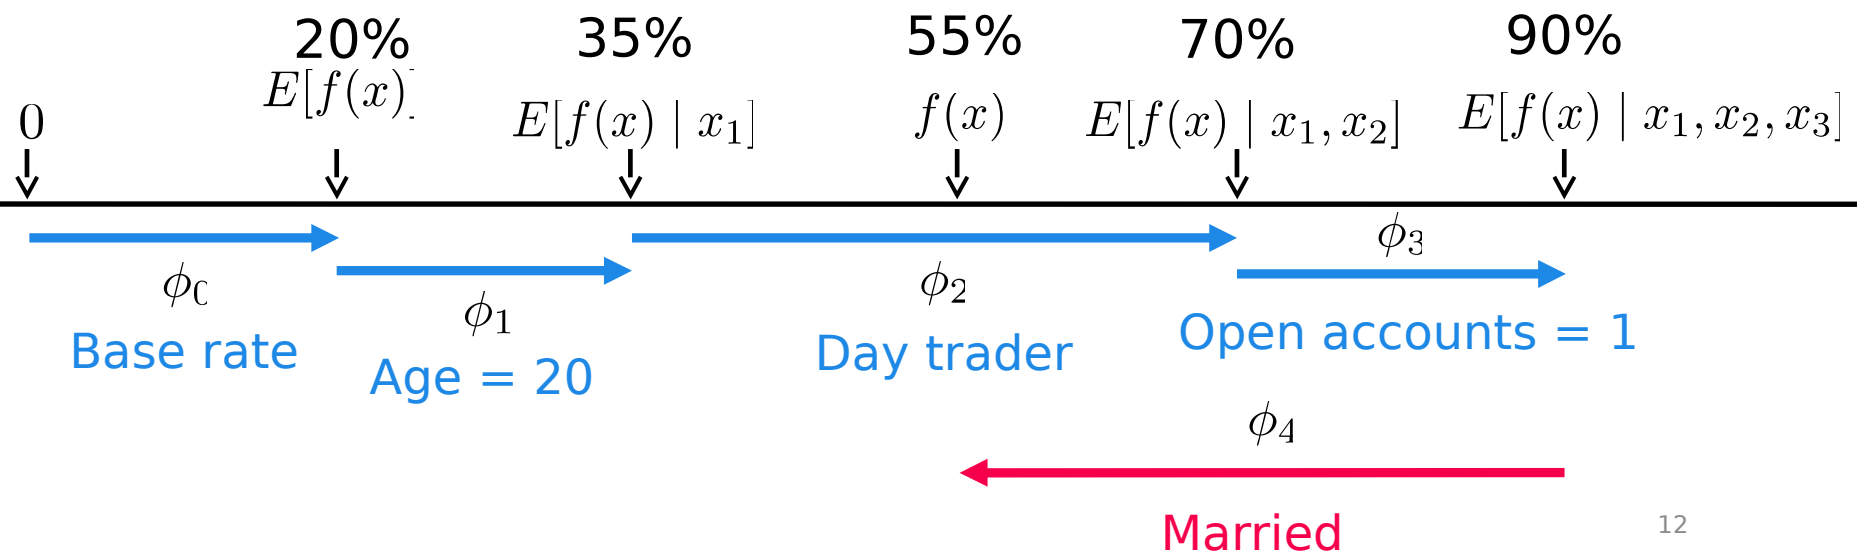 20% 35% 55% 70% 90%
0 E[f(x)] E[f(x) | x₁] f(x) E[f(x) | x₁, x₂] E[f(x) | x₁, x₂, x₃]
ϕ₀ ϕ₁ ϕ₂ ϕ₃
Base rate Age = 20 Day trader Open accounts = 1
ϕ₄
Married
12